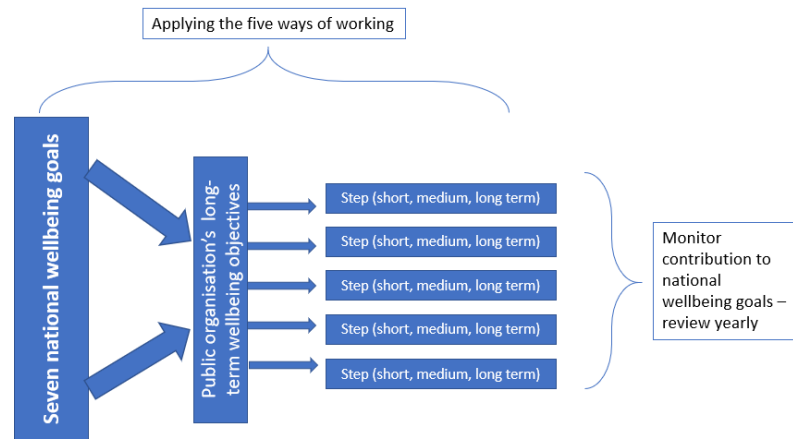 Applying the five ways of working
Seven national wellbeing goals
Public organisation's long-
term wellbeing objectives
Step (short, medium, long term)
Step (short, medium, long term)
Step (short, medium, long term)
Step (short, medium, long term)
Step (short, medium, long term)
Monitor
contribution to
national
wellbeing goals –
review yearly